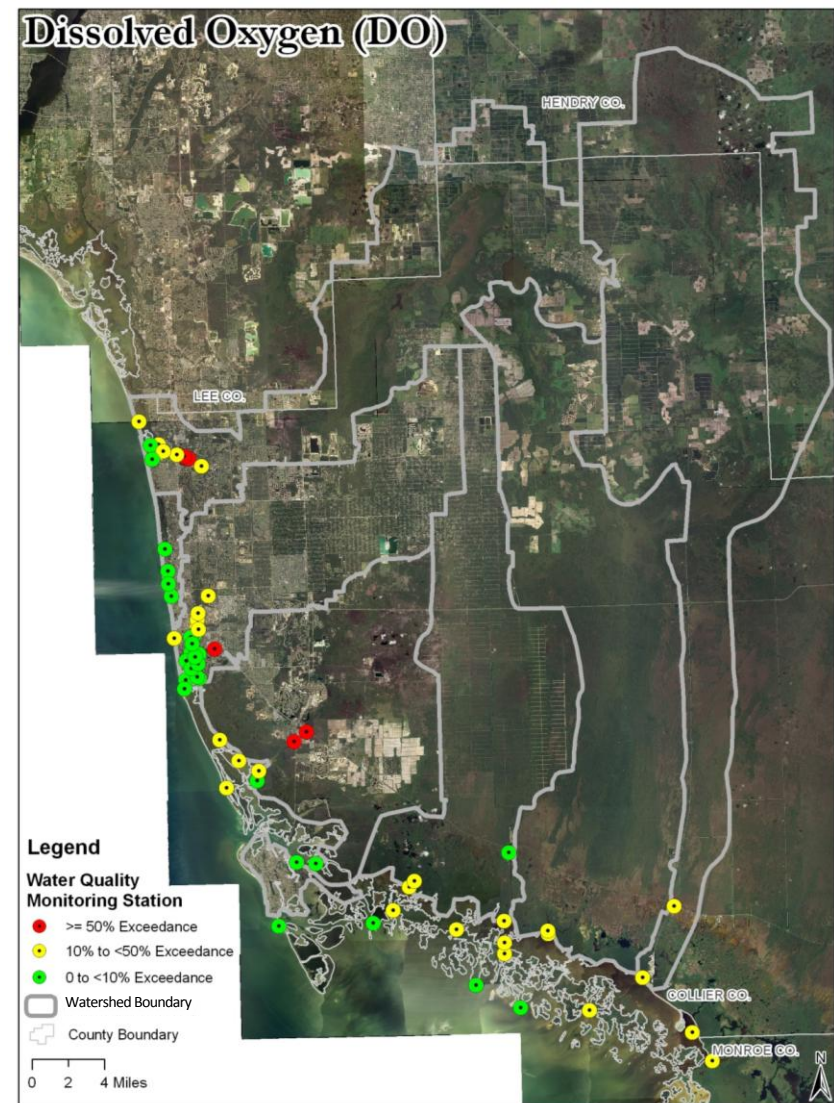 Dissolved Oxygen (DO)
HENDRY CO.
LEE CO.
Legend
Water Quality
Monitoring Station
>= 50% Exceedance
10% to <50% Exceedance
0 to <10% Exceedance
Watershed Boundary
County Boundary
0 2 4 Miles
COLLIER CO.
MONROE CO.
N